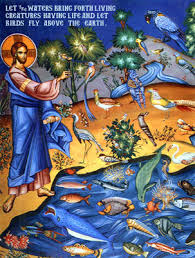 LET THE WATERS BRING FORTH LIVING
CREATURES HAVING LIFE AND LET
BIRDS FLY ABOVE THE EARTH.